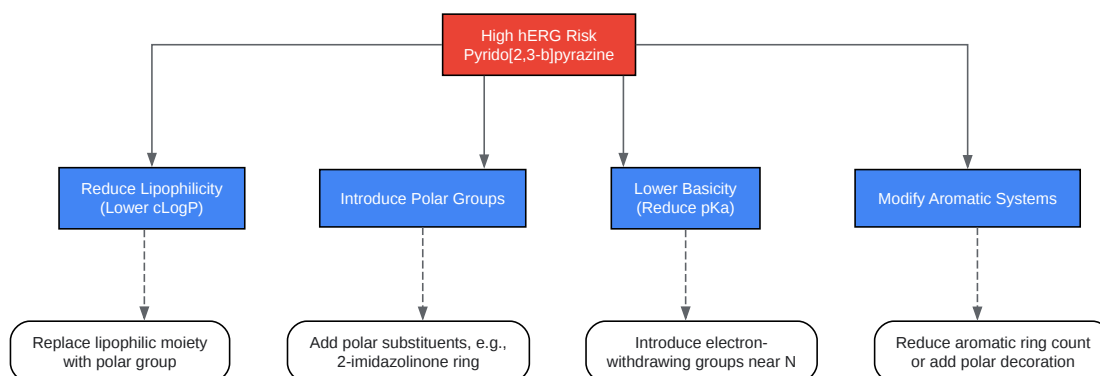 High hERG Risk
Pyrido[2,3-b]pyrazine
Reduce Lipophilicity
(Lower cLogP)
Introduce Polar Groups
Lower Basicity
(Reduce pKa)
Modify Aromatic Systems
Replace lipophilic moiety
with polar group
Add polar substituents, e.g.,
2-imidazolinone ring
Introduce electron-
withdrawing groups near N
Reduce aromatic ring count
or add polar decoration